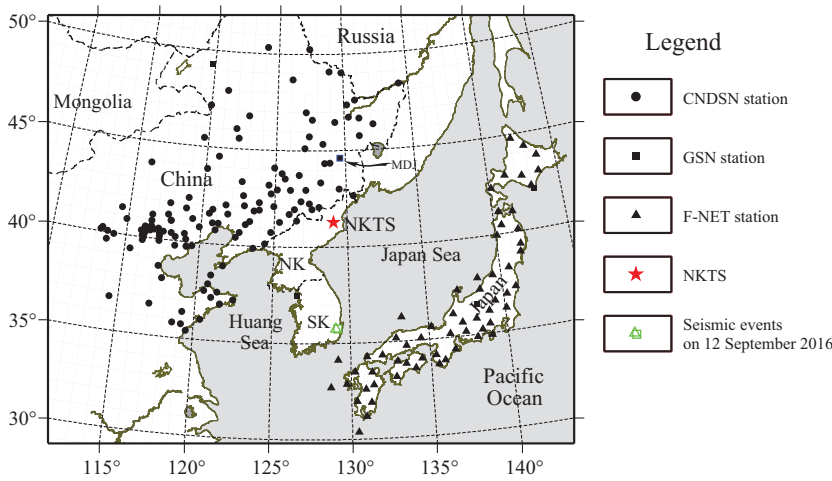 50°
45°
40°
35°
30°
115°
120°
125°
130°
135°
140°
Russia
Mongolia
China
MDJ
NKTS
NK
Japan Sea
Japan
SK
Huang
Sea
Pacific
Ocean
Legend
CNDSN station
GSN station
F-NET station
NKTS
Seismic events
on 12 September 2016